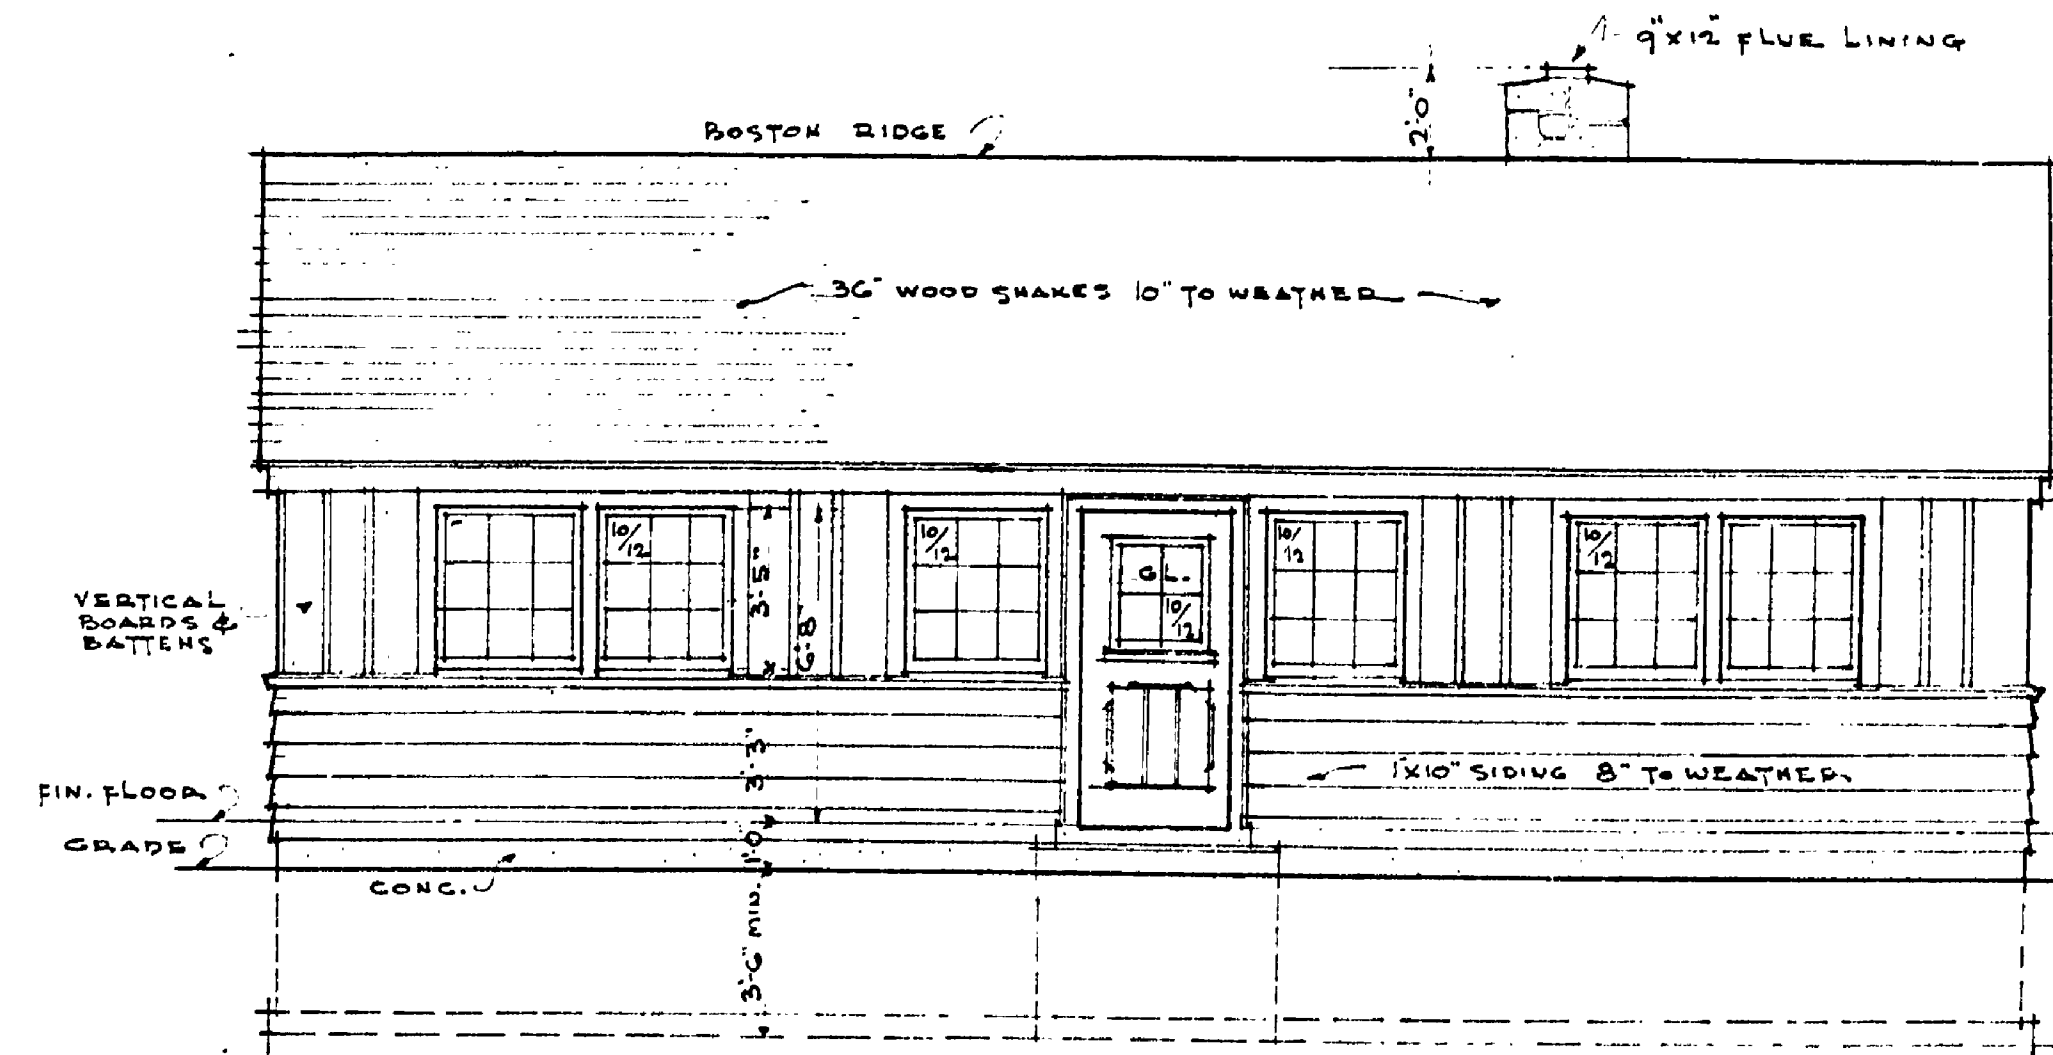 1- 9"x12" FLUE LINING
2'-0"
BOSTON RIDGE
36" WOOD SHAKES 10" TO WEATHER
10/12
10/12
10/12
10/12
GL.
10/12
3'-5"
6'-8"
VERTICAL
BOARDS &
BATTENS
3'-3"
1"X10" SIDING 8" TO WEATHER
FIN. FLOOR
GRADE
1'-0
CONC.
3'-6" MIN.